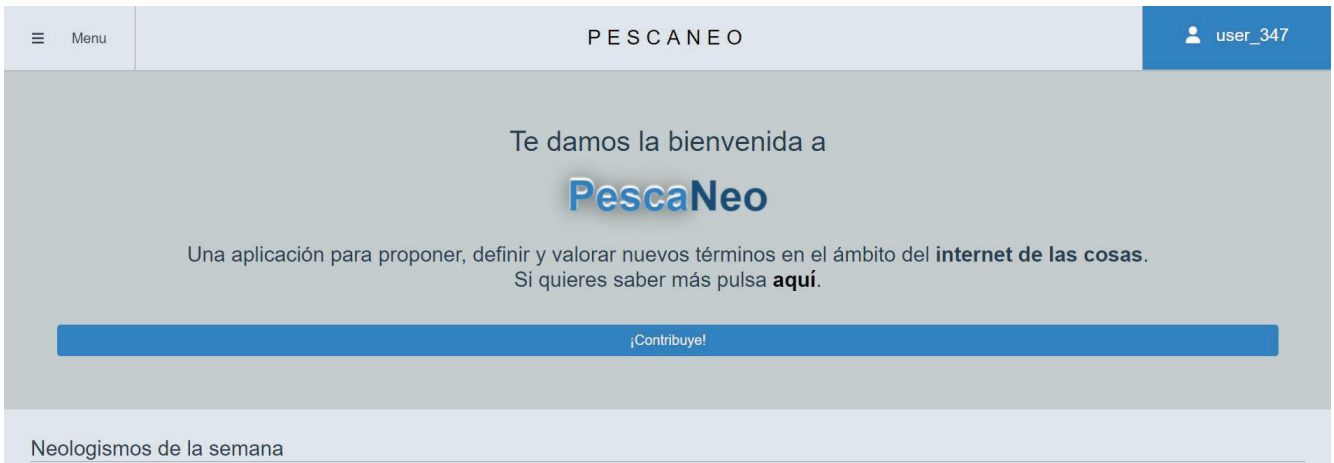 Menu
PESCANEO
user_347
Te damos la bienvenida a
PescaNeo
Una aplicación para proponer, definir y valorar nuevos términos en el ámbito del internet de las cosas.
Si quieres saber más pulsa aquí.
¡Contribuye!
Neologismos de la semana